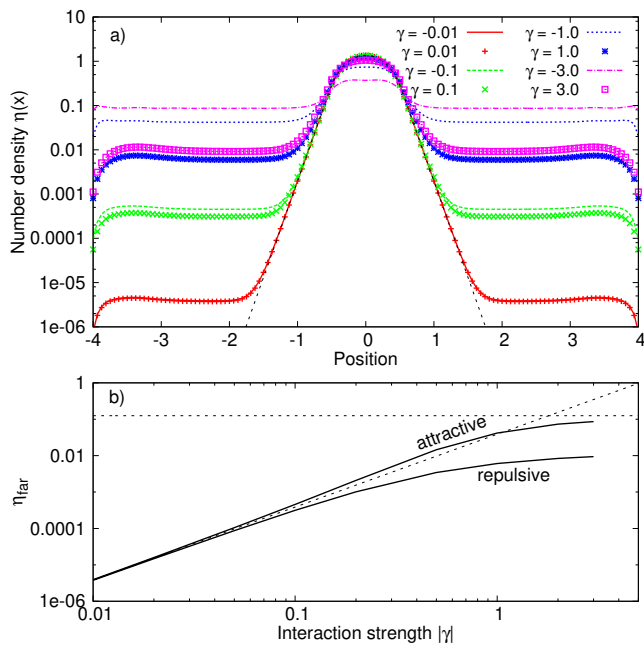 a)
γ = -0.01
0.01
γ = -0.1
γ = 0.1
γ = -1.0
γ = 1.0
γ = -3.0
γ = 3.0
10
1
0.1
0.01
0.001
0.0001
1e-05
1e-06
Number density η(x)
-4
-3
-2
-1
0
1
2
3
4
Position
b)
1
0.01
0.0001
1e-06
ηfar
attractive
repulsive
0.01
0.1
1
Interaction strength |γ|